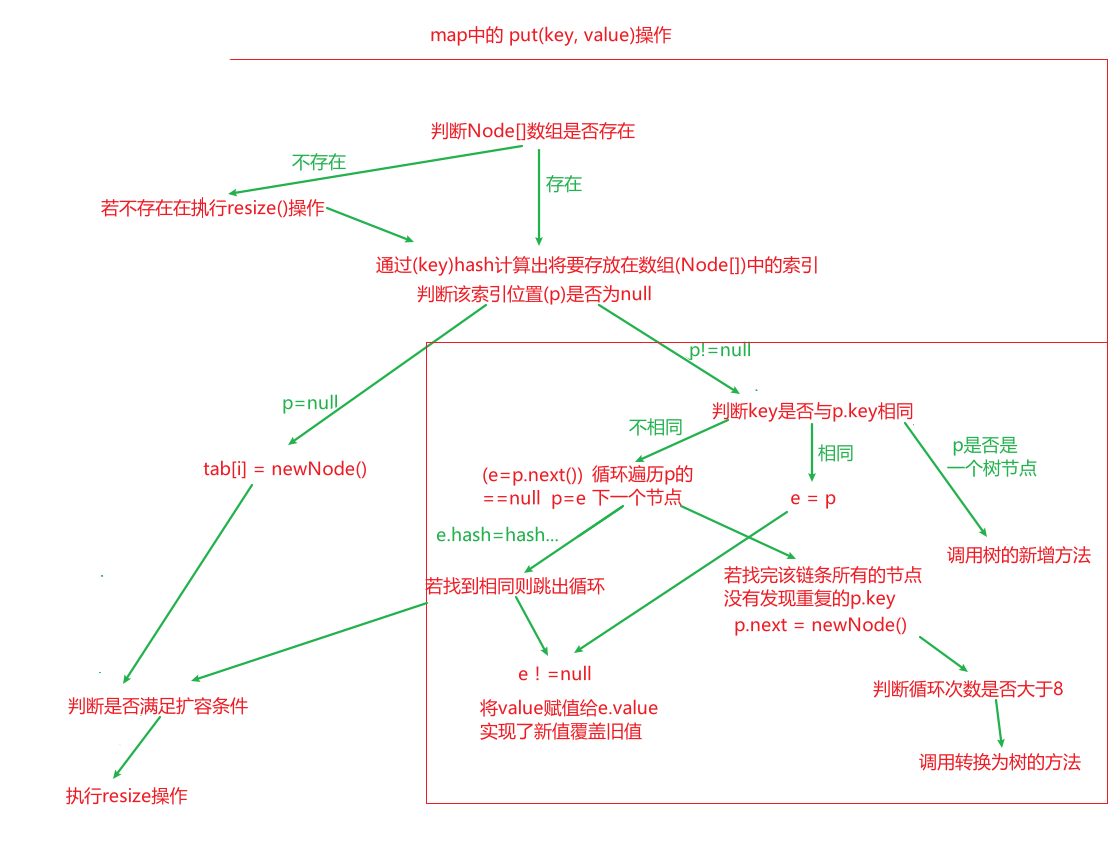 map中的 put(key, value)操作
判断Node[]数组是否存在
不存在
存在
若不存在在执行resize()操作
通过(key)hash计算出将要存放在数组(Node[])中的索引
判断该索引位置(p)是否为null
p!=null
p=null
判断key是否与p.key相同
不相同
相同
p是否是
一个树节点
tab[i] = newNode()
(e=p.next()) 循环遍历p的
==null p=e 下一个节点
e = p
e.hash=hash...
调用树的新增方法
若找到相同则跳出循环
若找完该链条所有的节点
没有发现重复的p.key
p.next = newNode()
e ! =null
判断循环次数是否大于8
判断是否满足扩容条件
将value赋值给e.value
实现了新值覆盖旧值
调用转换为树的方法
执行resize操作